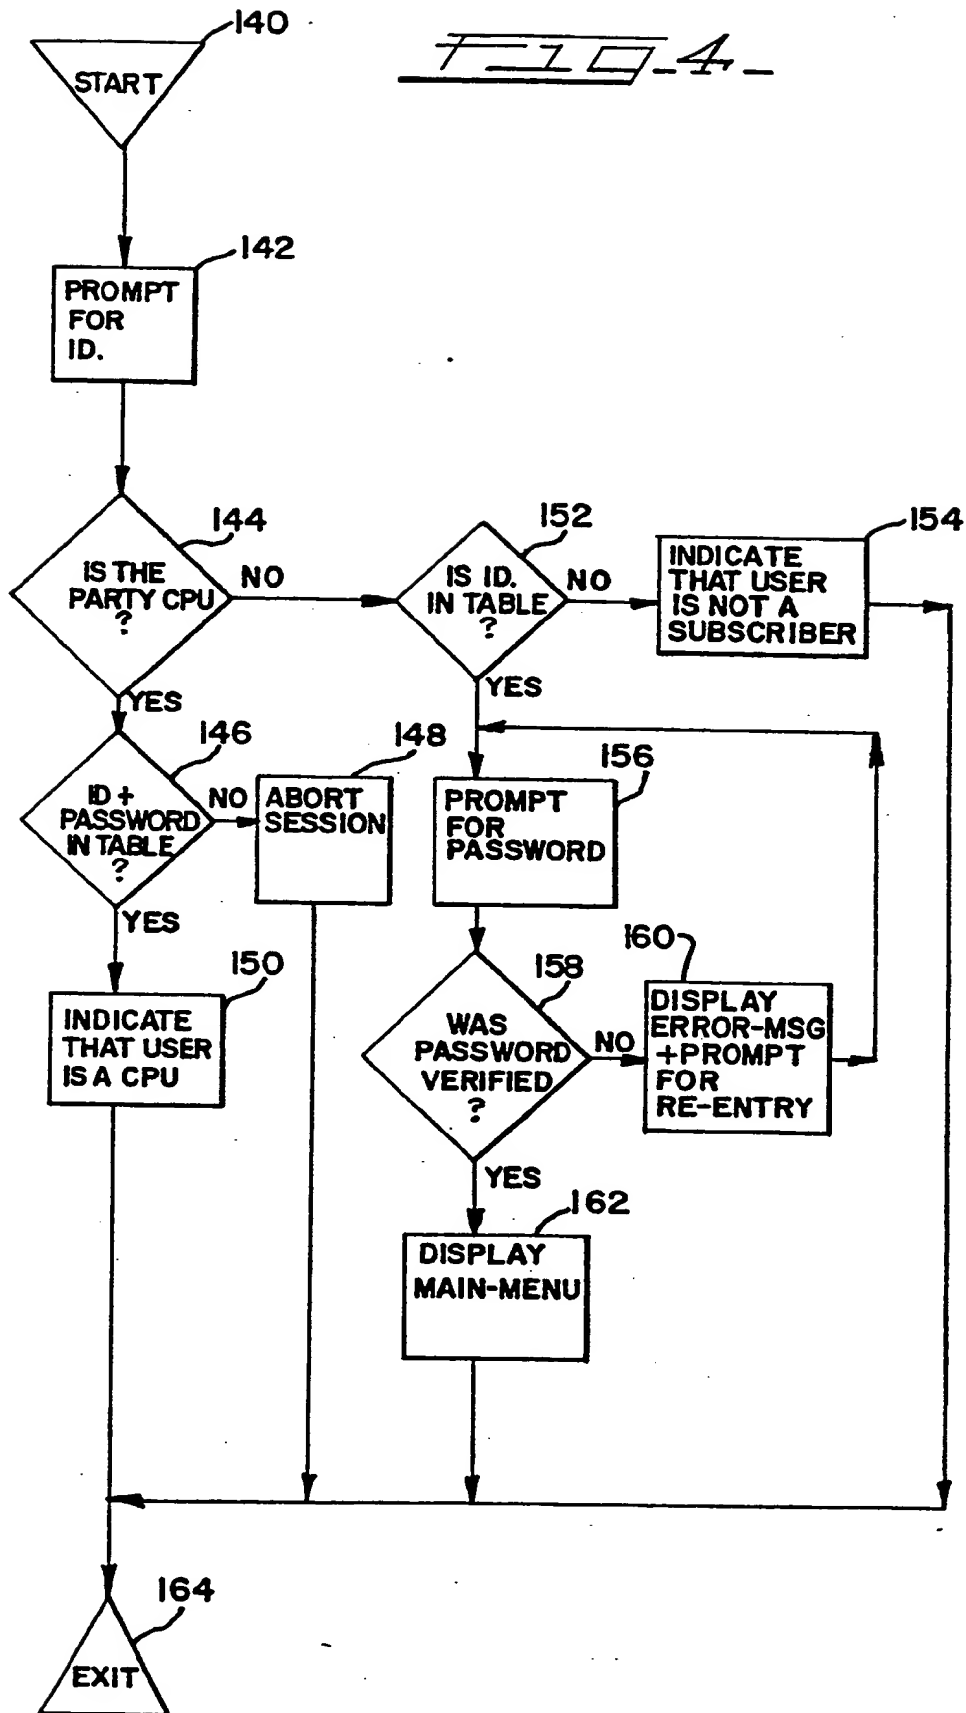 140
Fig-4-
START
142
PROMPT
FOR
ID.
144
IS THE
PARTY CPU
?
NO
YES
152
IS ID.
IN TABLE
?
NO
YES
154
INDICATE
THAT USER
IS NOT A
SUBSCRIBER
146
ID +
PASSWORD
IN TABLE
?
NO
YES
148
ABORT
SESSION
156
PROMPT
FOR
PASSWORD
150
INDICATE
THAT USER
IS A CPU
158
WAS
PASSWORD
VERIFIED
?
NO
YES
160
DISPLAY
ERROR-MSG
+PROMPT
FOR
RE-ENTRY
162
DISPLAY
MAIN-MENU
164
EXIT